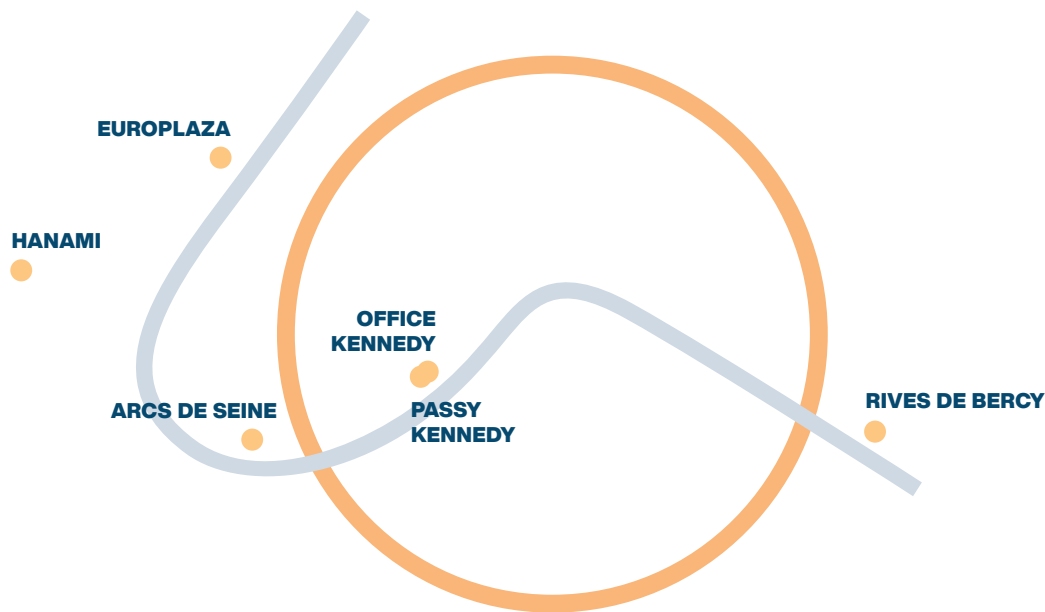 EUROPLAZA
HANAMI
OFFICE
KENNEDY
ARCS DE SEINE
PASSY
KENNEDY
RIVES DE BERCY